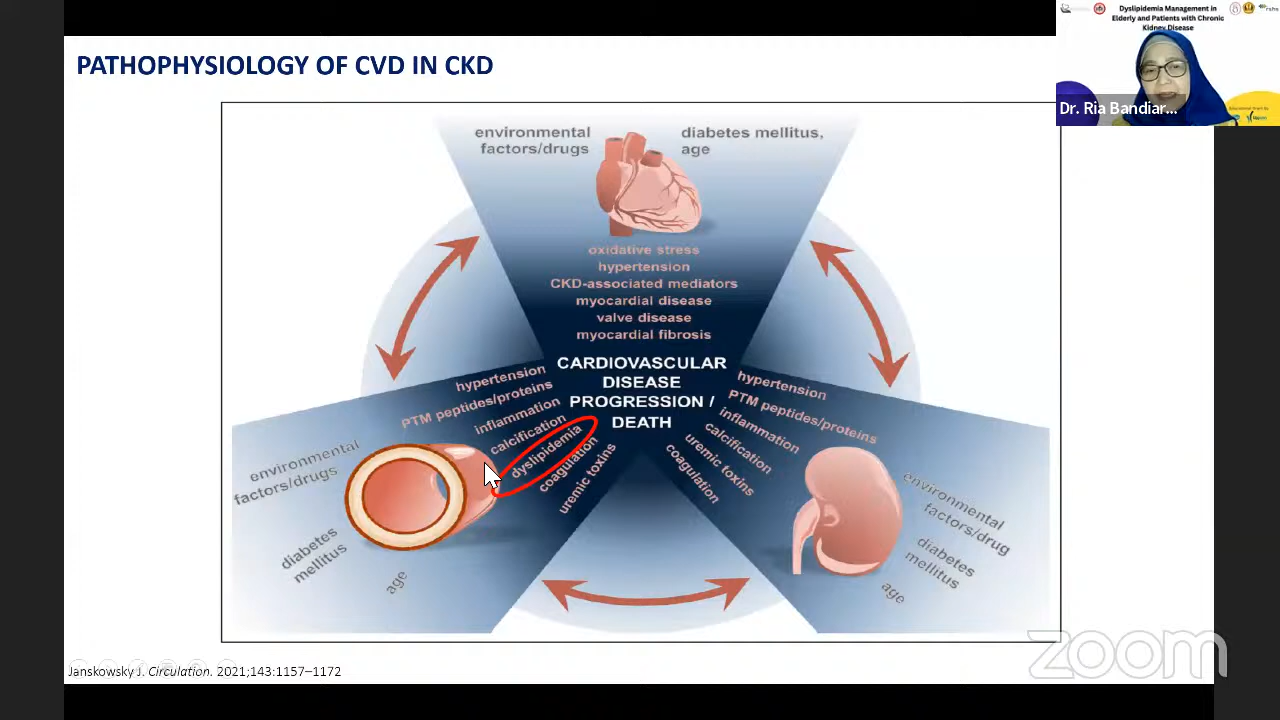 PATHOPHYSIOLOGY OF CVD IN CKD
Dyslipidemia Management in
Elderly and Patients with Chronic
Kidney Disease
Dr. Ria Bandiar...
environmental
factors/drugs
diabetes mellitus,
age
oxidative stress
hypertension
CKD-associated mediators
myocardial disease
valve disease
myocardial fibrosis
CARDIOVASCULAR
DISEASE
PROGRESSION /
DEATH
hypertension
PTM peptides/proteins
inflammation
calcification
dyslipidemia
coagulation
uremic toxins
environmental
factors/drugs
diabetes
mellitus
age
hypertension
PTM peptides/proteins
inflammation
calcification
uremic toxins
coagulation
environmental
factors/drug
diabetes
mellitus
age
Janskowsky J. Circulation. 2021;143:1157–1172
zoom